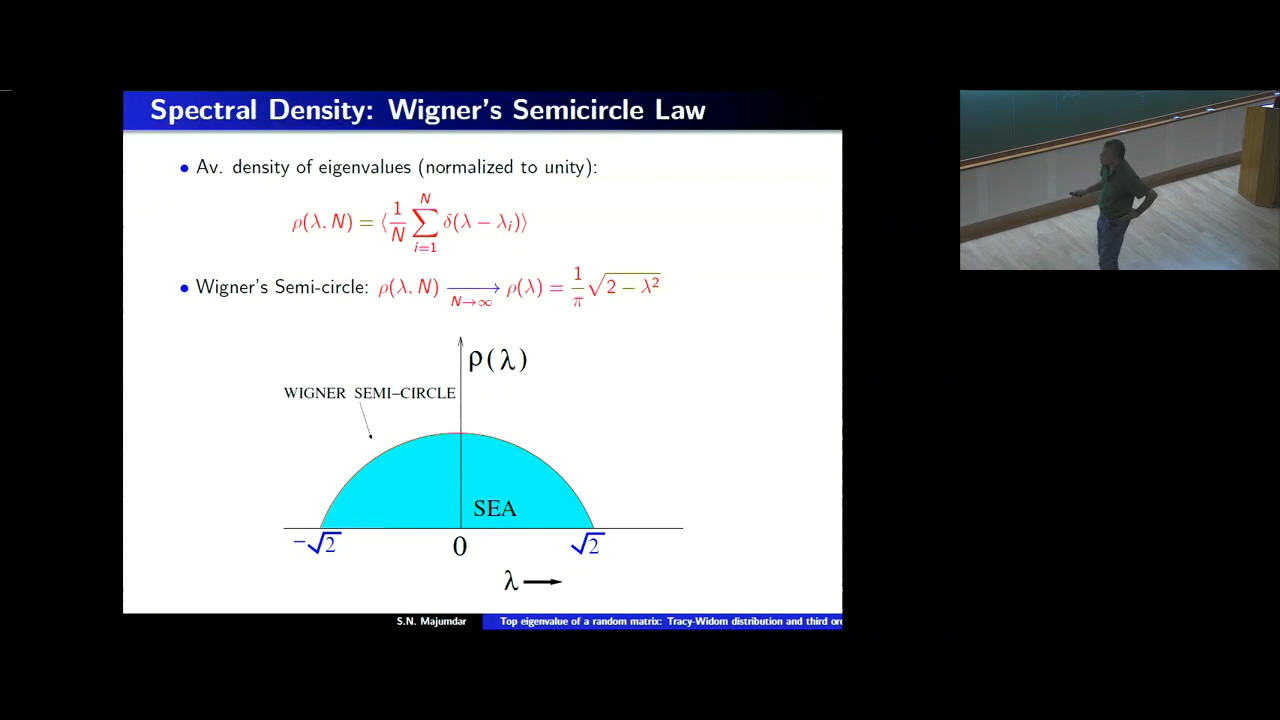 Spectral Density: Wigner's Semicircle Law
• Av. density of eigenvalues (normalized to unity):
ρ(λ, N) = ⟨ 1/N ∑_{i=1}^{N} δ(λ − λ_i)⟩
• Wigner's Semi-circle: ρ(λ, N) →_{N→∞} ρ(λ) = 1/π √(2 − λ²)
ρ(λ)
WIGNER SEMI−CIRCLE
SEA
−√2 0 √2
λ →
S.N. Majumdar Top eigenvalue of a random matrix: Tracy-Widom distribution and third or